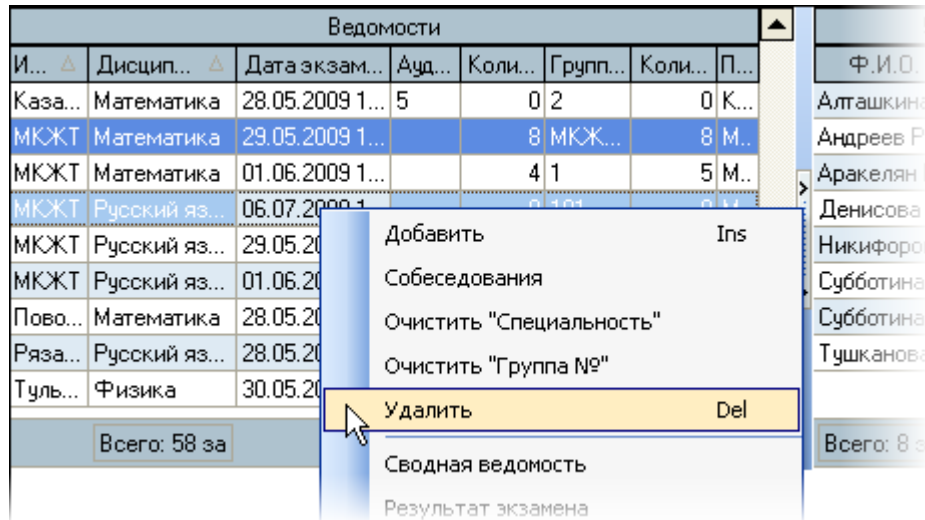 Ведомости
И... Дисцип... Дата экзам... Ауд... Коли... Групп... Коли... П... Ф.И.О.
Каза... Математика 28.05.2009 1... 5 0 2 0 К... Алташкина
МКЖТ Математика 29.05.2009 1... 8 МКЖ... 8 М... Андреев Р
МКЖТ Математика 01.06.2009 1... 4 1 5 М... Аракелян
МКЖТ Русский яз... 06.07.2009 1 0 101 0 М Денисова
МКЖТ Русский яз... 29.05.20 Никифоро
МКЖТ Русский яз... 01.06.20 Субботина
Пово... Математика 28.05.20 Субботина
Ряза... Русский яз... 28.05.20 Тушканова
Туль... Физика 30.05.20
Всего: 58 за Всего: 8 з
Добавить Ins
Собеседования
Очистить "Специальность"
Очистить "Группа №"
Удалить Del
Сводная ведомость
Результат экзамена